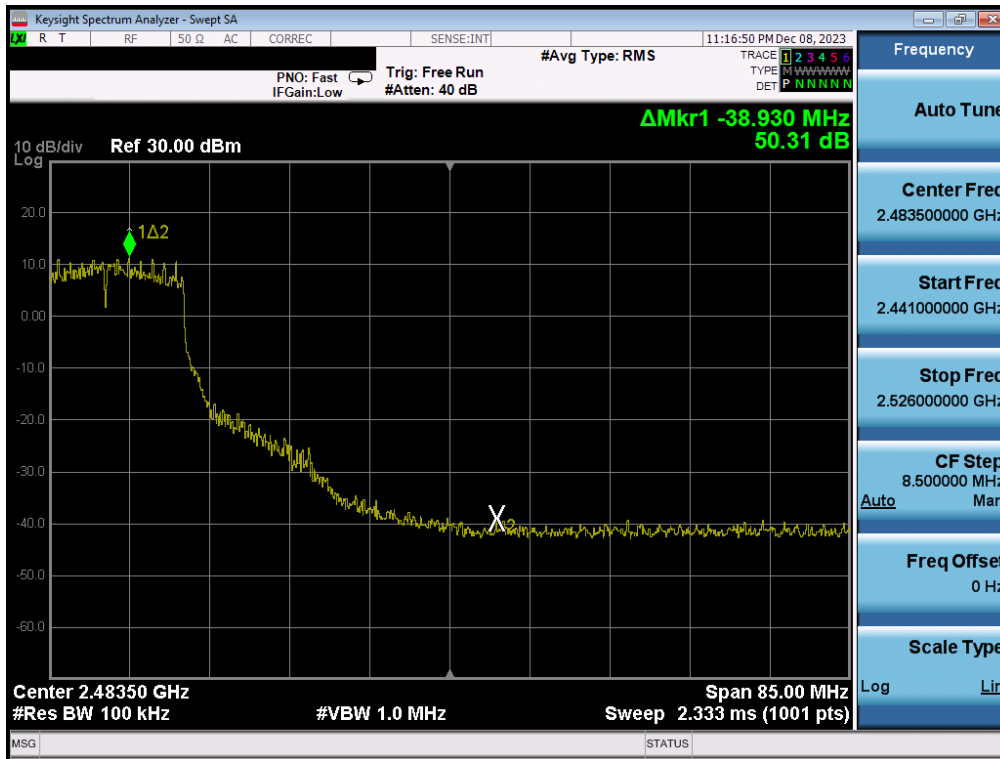 Keysight Spectrum Analyzer - Swept SA
LXI R T RF 50 Ω AC CORREC SENSE:INT 11:16:50 PM Dec 08, 2023
#Avg Type: RMS TRACE 1 2 3 4 5 6
PNO: Fast Trig: Free Run TYPE M WWWWW
IFGain:Low #Atten: 40 dB DET P N N N N N
ΔMkr1 -38.930 MHz
50.31 dB
10 dB/div Ref 30.00 dBm
Log
20.0
1Δ2
10.0
0.00
-10.0
-20.0
-30.0
-40.0
X2
-50.0
-60.0
Center 2.48350 GHz Span 85.00 MHz
#Res BW 100 kHz #VBW 1.0 MHz Sweep 2.333 ms (1001 pts)
MSG STATUS
Frequency
Auto Tune
Center Freq
2.483500000 GHz
Start Freq
2.441000000 GHz
Stop Freq
2.526000000 GHz
CF Step
8.500000 MHz
Auto Man
Freq Offset
0 Hz
Scale Type
Log Lin